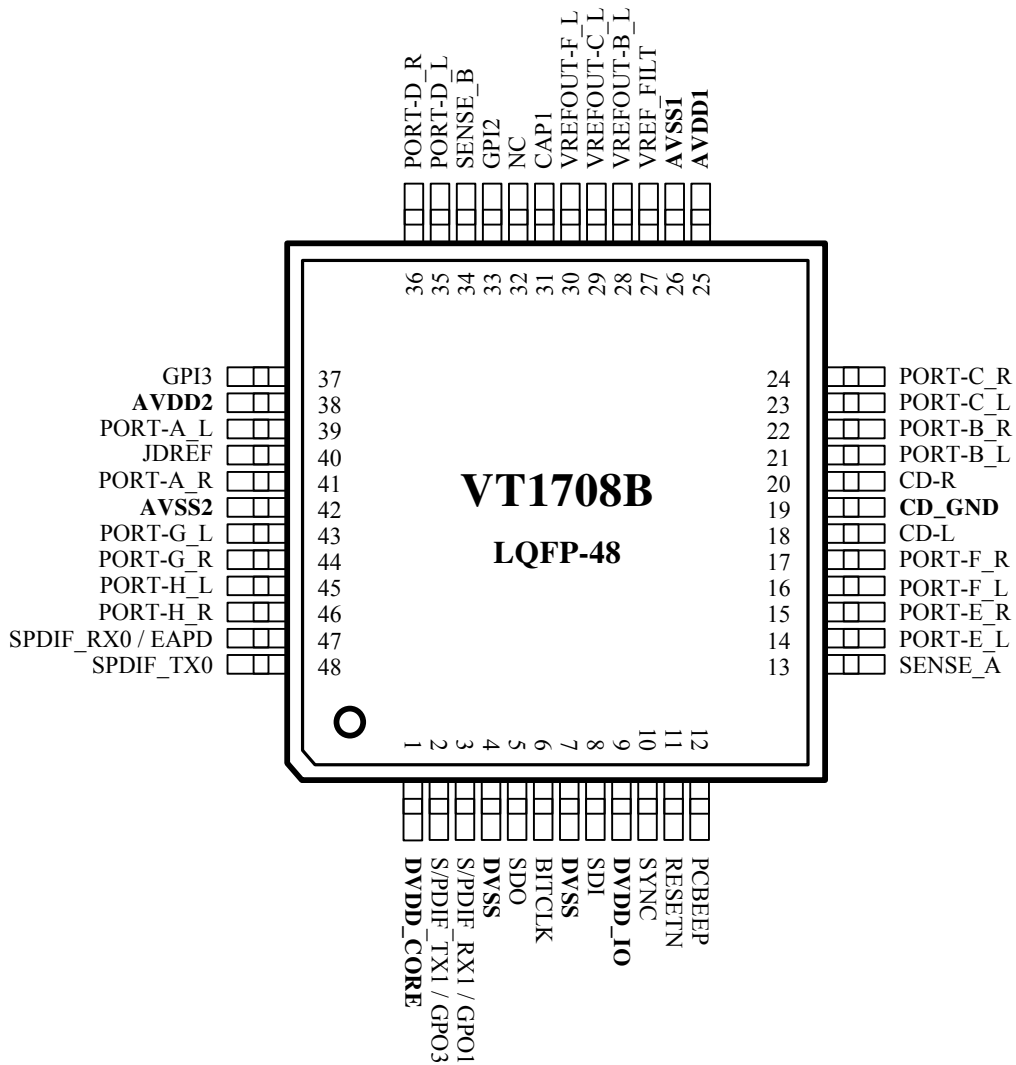 PORT-D_R
PORT-D_L
SENSE_B
GPI2
NC
CAP1
VREFOUT-F_L
VREFOUT-C_L
VREFOUT-B_L
VREF_FILT
AVSS1
AVDD1
36
35
34
33
32
31
30
29
28
27
26
25
GPI3 37
AVDD2 38
PORT-A_L 39
JDREF 40
PORT-A_R 41
AVSS2 42
PORT-G_L 43
PORT-G_R 44
PORT-H_L 45
PORT-H_R 46
SPDIF_RX0 / EAPD 47
SPDIF_TX0 48
VT1708B
LQFP-48
24 PORT-C_R
23 PORT-C_L
22 PORT-B_R
21 PORT-B_L
20 CD-R
19 CD_GND
18 CD-L
17 PORT-F_R
16 PORT-F_L
15 PORT-E_R
14 PORT-E_L
13 SENSE_A
1
2
3
4
5
6
7
8
9
10
11
12
DVDD_CORE
S/PDIF_TX1 / GPO3
S/PDIF_RX1 / GPO1
DVSS
SDO
BITCLK
DVSS
SDI
DVDD_IO
SYNC
RESETN
PCBEEP